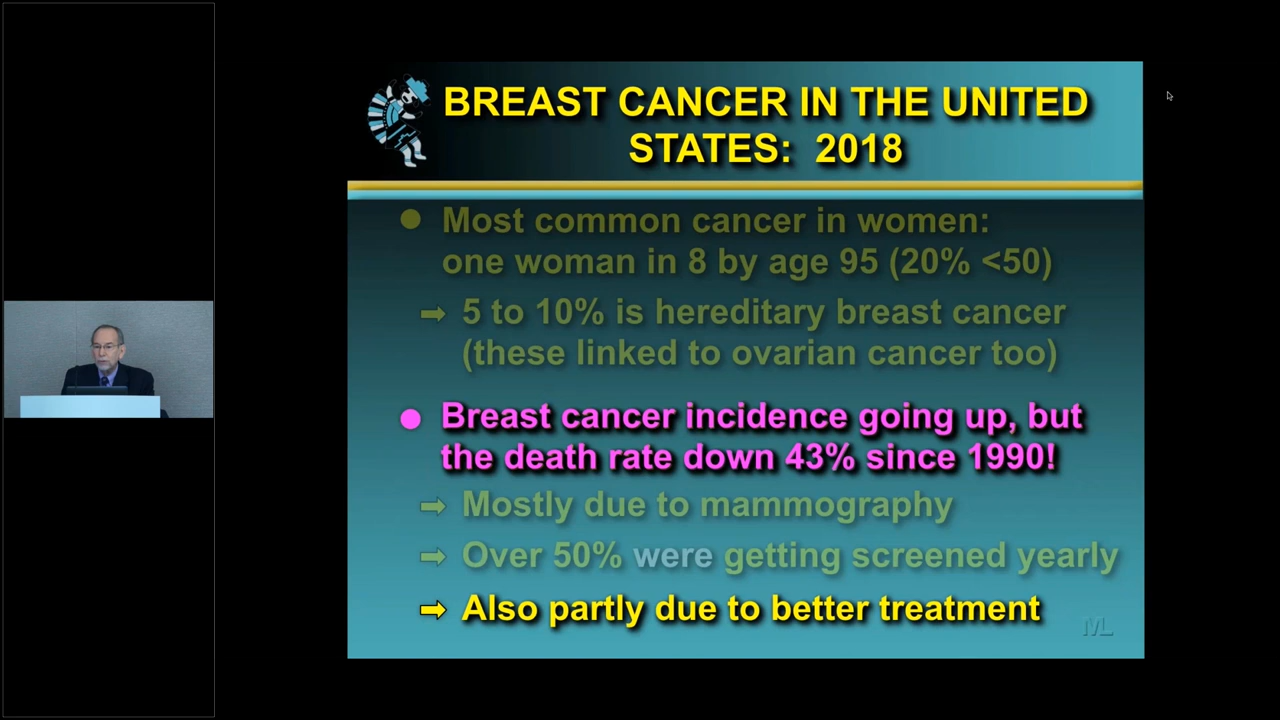 BREAST CANCER IN THE UNITED
STATES: 2018
Most common cancer in women:
one woman in 8 by age 95 (20% <50)
5 to 10% is hereditary breast cancer
(these linked to ovarian cancer too)
Breast cancer incidence going up, but
the death rate down 43% since 1990!
Mostly due to mammography
Over 50% were getting screened yearly
Also partly due to better treatment
ML